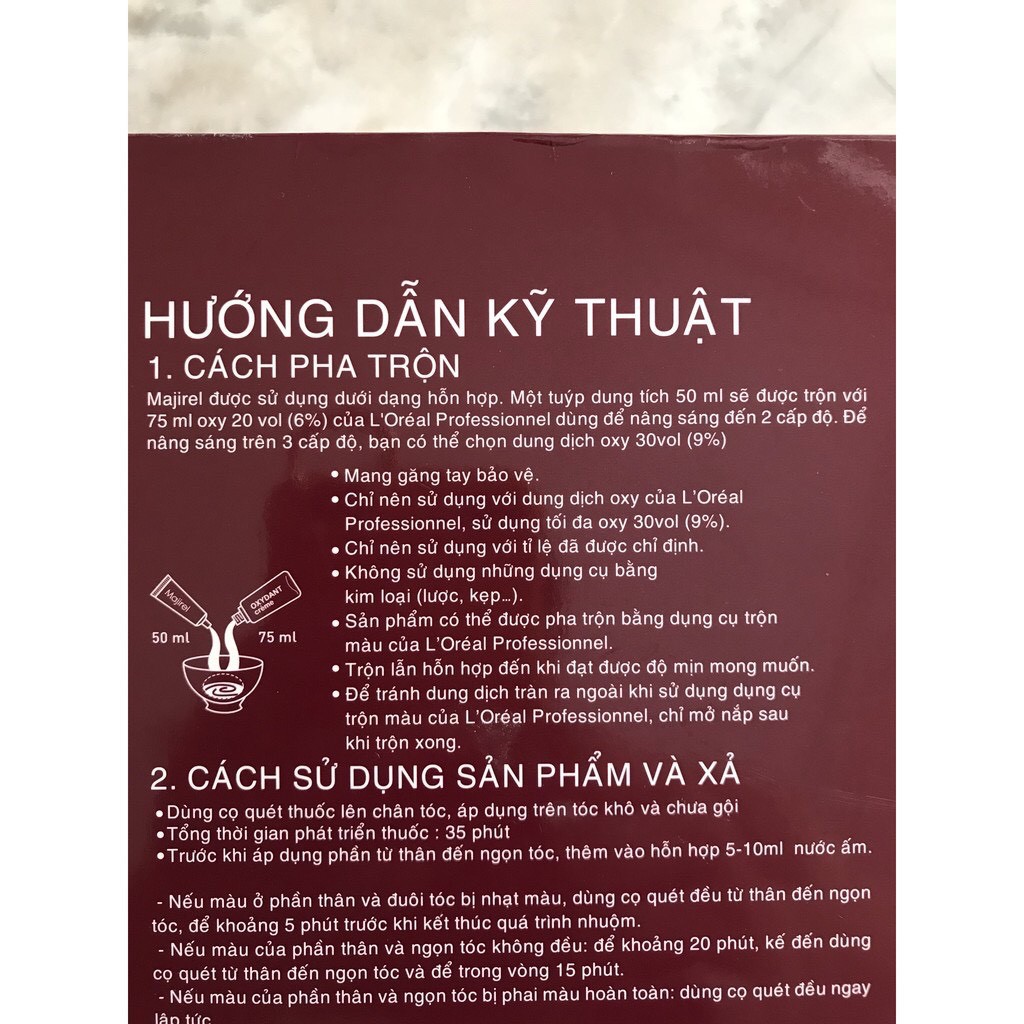 HƯỚNG DẪN KỸ THUẬT
1. CÁCH PHA TRỘN
Majirel được sử dụng dưới dạng hỗn hợp. Một tuýp dung tích 50 ml sẽ được trộn với
75 ml oxy 20 vol (6%) của L'Oréal Professionnel dùng để nâng sáng đến 2 cấp độ. Để
nâng sáng trên 3 cấp độ, bạn có thể chọn dung dịch oxy 30vol (9%)
• Mang găng tay bảo vệ.
• Chỉ nên sử dụng với dung dịch oxy của L'Oréal
Professionnel, sử dụng tối đa oxy 30vol (9%).
• Chỉ nên sử dụng với tỉ lệ đã được chỉ định.
• Không sử dụng những dụng cụ bằng
kim loại (lược, kẹp...).
• Sản phẩm có thể được pha trộn bằng dụng cụ trộn
màu của L'Oréal Professionnel.
• Trộn lẫn hỗn hợp đến khi đạt được độ mịn mong muốn.
• Để tránh dung dịch tràn ra ngoài khi sử dụng dụng cụ
trộn màu của L'Oréal Professionnel, chỉ mở nắp sau
khi trộn xong.
Majirel
OXYDANT
crème
50 ml
75 ml
2. CÁCH SỬ DỤNG SẢN PHẨM VÀ XẢ
• Dùng cọ quét thuốc lên chân tóc, áp dụng trên tóc khô và chưa gội
• Tổng thời gian phát triển thuốc : 35 phút
• Trước khi áp dụng phần từ thân đến ngọn tóc, thêm vào hỗn hợp 5-10ml nước ấm.
- Nếu màu ở phần thân và đuôi tóc bị nhạt màu, dùng cọ quét đều từ thân đến ngọn
tóc, để khoảng 5 phút trước khi kết thúc quá trình nhuộm.
- Nếu màu của phần thân và ngọn tóc không đều: để khoảng 20 phút, kế đến dùng
cọ quét từ thân đến ngọn tóc và để trong vòng 15 phút.
- Nếu màu của phần thân và ngọn tóc bị phai màu hoàn toàn: dùng cọ quét đều ngay
lập tức